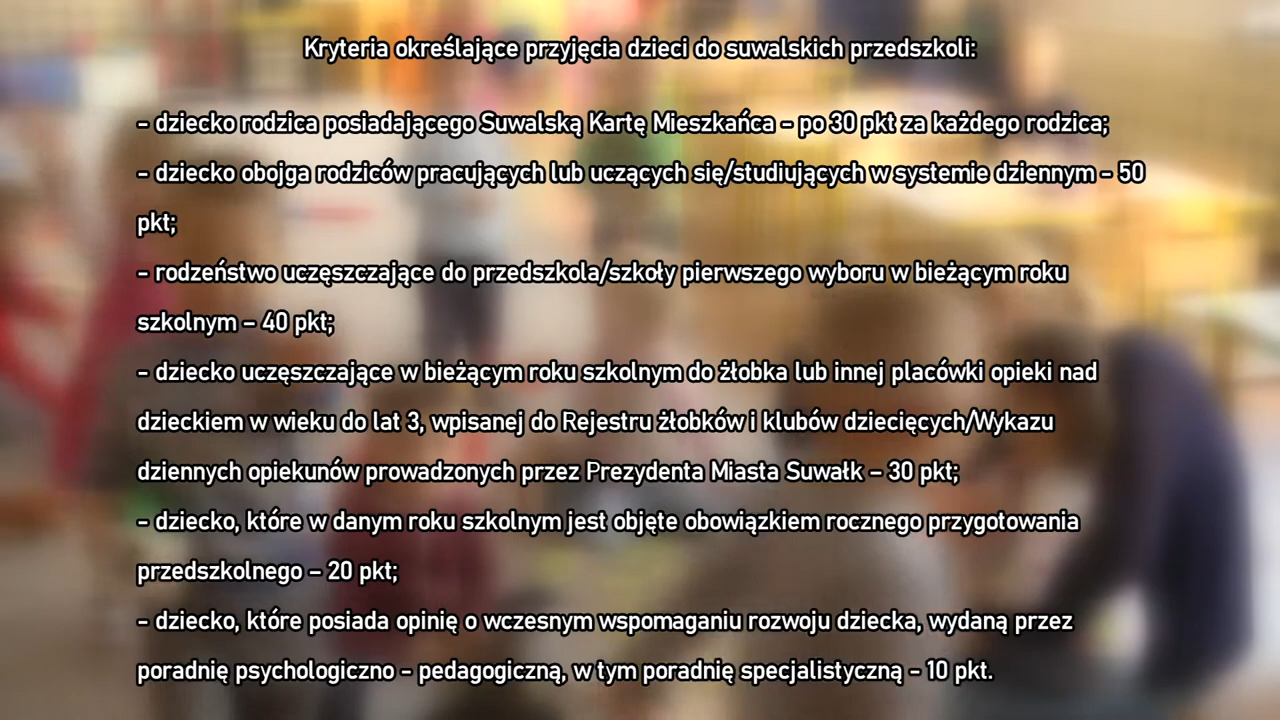 Kryteria określające przyjęcia dzieci do suwalskich przedszkoli:
- dziecko rodzica posiadającego Suwalską Kartę Mieszkańca - po 30 pkt za każdego rodzica;
- dziecko obojga rodziców pracujących lub uczących się/studiujących w systemie dziennym - 50
pkt;
- rodzeństwo uczęszczające do przedszkola/szkoły pierwszego wyboru w bieżącym roku
szkolnym – 40 pkt;
- dziecko uczęszczające w bieżącym roku szkolnym do żłobka lub innej placówki opieki nad
dzieckiem w wieku do lat 3, wpisanej do Rejestru żłobków i klubów dziecięcych/Wykazu
dziennych opiekunów prowadzonych przez Prezydenta Miasta Suwałk – 30 pkt;
- dziecko, które w danym roku szkolnym jest objęte obowiązkiem rocznego przygotowania
przedszkolnego – 20 pkt;
- dziecko, które posiada opinię o wczesnym wspomaganiu rozwoju dziecka, wydaną przez
poradnię psychologiczno - pedagogiczną, w tym poradnię specjalistyczną - 10 pkt.